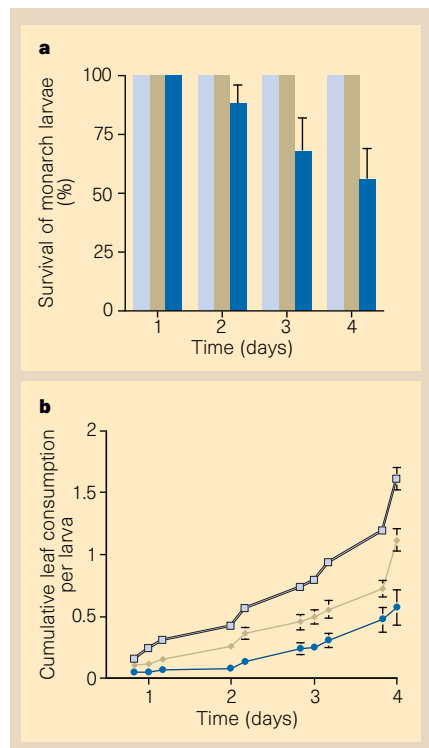 a
Survival of monarch larvae
(%)
100
75
50
25
0
1 2 3 4
Time (days)
b
Cumulative leaf consumption
per larva
2
1.5
1
0.5
0
1 2 3 4
Time (days)